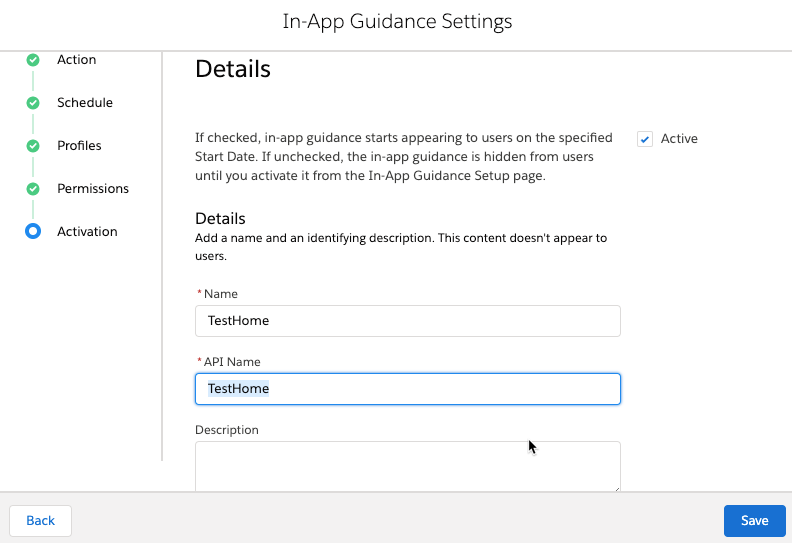 In-App Guidance Settings
Action
Schedule
Profiles
Permissions
Activation
Details
If checked, in-app guidance starts appearing to users on the specified
Start Date. If unchecked, the in-app guidance is hidden from users
until you activate it from the In-App Guidance Setup page.
Active
Details
Add a name and an identifying description. This content doesn't appear to
users.
* Name
TestHome
* API Name
TestHome
Description
Back
Save